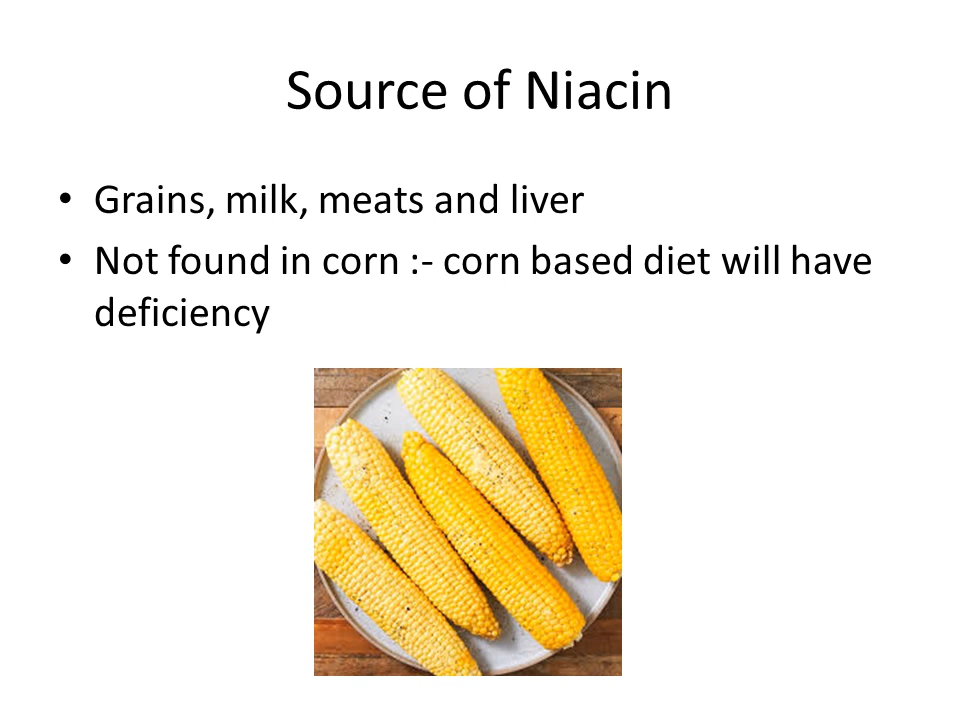 Source of Niacin
• Grains, milk, meats and liver
• Not found in corn :- corn based diet will have
deficiency